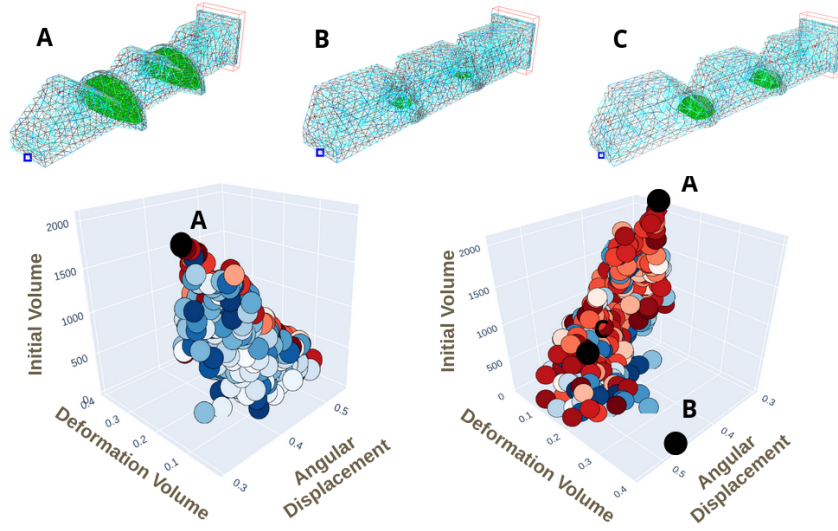 A
B
C
A
2000
1500
1000
500
0
0.4
0.3
0.2
0.1
0.5
0.4
0.3
Initial Volume
Deformation Volume
Angular
Displacement
A
C
B
2000
1500
1000
500
0
0.1
0.2
0.3
0.4
0.3
0.4
0.5
Initial Volume
Deformation Volume
Angular
Displacement